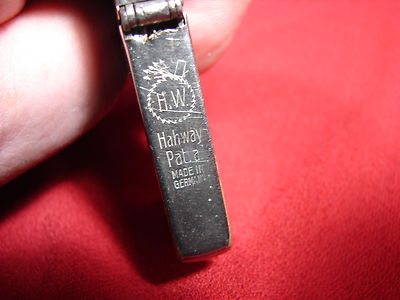 H.W.
Hahway
Pat. a.
MADE IN
GERMANY